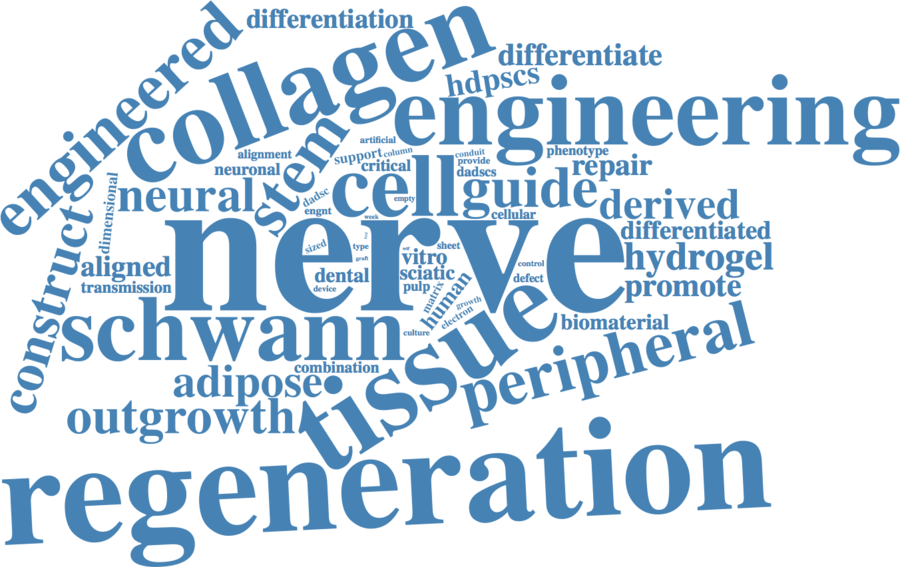 differentiation
engineered
collagen
differentiate
hdpscs
engineering
artificial
alignment
support
column
conduit
phenotype
neuronal
stem
critical
provide
repair
dadscs
dimensional
neural
dadsc
cell
empty
guide
derived
engnt
week
cellular
construct
nerve
differentiated
sized
type
sheet
vitro
hydrogel
aligned
graft
control
dental
sciatic
defect
transmission
device
pulp
matrix
human
promote
growth
electron
schwann
culture
tissue
biomaterial
combination
peripheral
adipose
outgrowth
regeneration